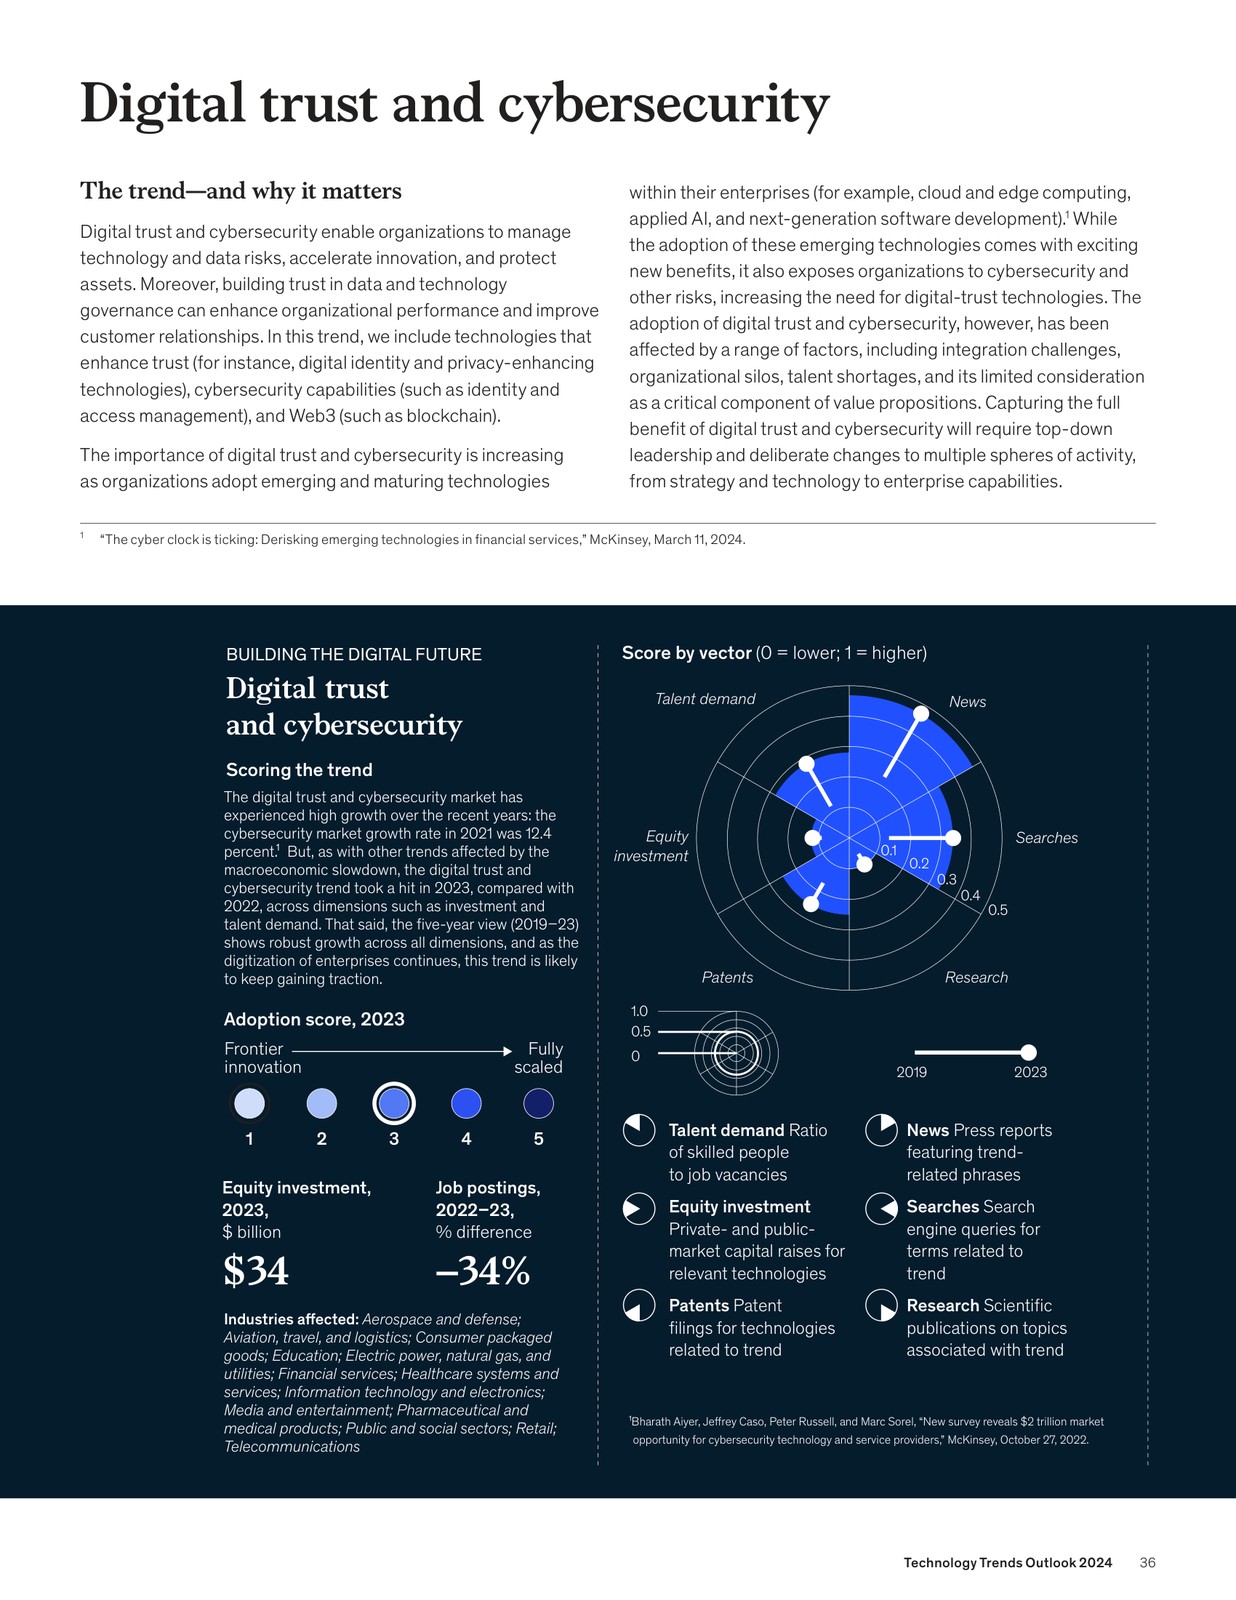 Digital trust and cybersecurity
The trend—and why it matters
Digital trust and cybersecurity enable organizations to manage
technology and data risks, accelerate innovation, and protect
assets. Moreover, building trust in data and technology
governance can enhance organizational performance and improve
customer relationships. In this trend, we include technologies that
enhance trust (for instance, digital identity and privacy-enhancing
technologies), cybersecurity capabilities (such as identity and
access management), and Web3 (such as blockchain).
The importance of digital trust and cybersecurity is increasing
as organizations adopt emerging and maturing technologies
within their enterprises (for example, cloud and edge computing,
applied AI, and next-generation software development).¹ While
the adoption of these emerging technologies comes with exciting
new benefits, it also exposes organizations to cybersecurity and
other risks, increasing the need for digital-trust technologies. The
adoption of digital trust and cybersecurity, however, has been
affected by a range of factors, including integration challenges,
organizational silos, talent shortages, and its limited consideration
as a critical component of value propositions. Capturing the full
benefit of digital trust and cybersecurity will require top-down
leadership and deliberate changes to multiple spheres of activity,
from strategy and technology to enterprise capabilities.
¹ “The cyber clock is ticking: Derisking emerging technologies in financial services,” McKinsey, March 11, 2024.
BUILDING THE DIGITAL FUTURE
Digital trust
and cybersecurity
Scoring the trend
The digital trust and cybersecurity market has
experienced high growth over the recent years: the
cybersecurity market growth rate in 2021 was 12.4
percent.¹ But, as with other trends affected by the
macroeconomic slowdown, the digital trust and
cybersecurity trend took a hit in 2023, compared with
2022, across dimensions such as investment and
talent demand. That said, the five-year view (2019–23)
shows robust growth across all dimensions, and as the
digitization of enterprises continues, this trend is likely
to keep gaining traction.
Adoption score, 2023
Frontier
innovation
Fully
scaled
1
2
3
4
5
Equity investment,
2023,
$ billion
$34
Job postings,
2022–23,
% difference
–34%
Industries affected: Aerospace and defense;
Aviation, travel, and logistics; Consumer packaged
goods; Education; Electric power, natural gas, and
utilities; Financial services; Healthcare systems and
services; Information technology and electronics;
Media and entertainment; Pharmaceutical and
medical products; Public and social sectors; Retail;
Telecommunications
Score by vector (0 = lower; 1 = higher)
Talent demand
News
Equity
investment
Searches
0.1
0.2
0.3
0.4
0.5
Patents
Research
1.0
0.5
0
2019
2023
Talent demand Ratio
of skilled people
to job vacancies
News Press reports
featuring trend-
related phrases
Equity investment
Private- and public-
market capital raises for
relevant technologies
Searches Search
engine queries for
terms related to
trend
Patents Patent
filings for technologies
related to trend
Research Scientific
publications on topics
associated with trend
¹Bharath Aiyer, Jeffrey Caso, Peter Russell, and Marc Sorel, “New survey reveals $2 trillion market
opportunity for cybersecurity technology and service providers,” McKinsey, October 27, 2022.
Technology Trends Outlook 2024 36